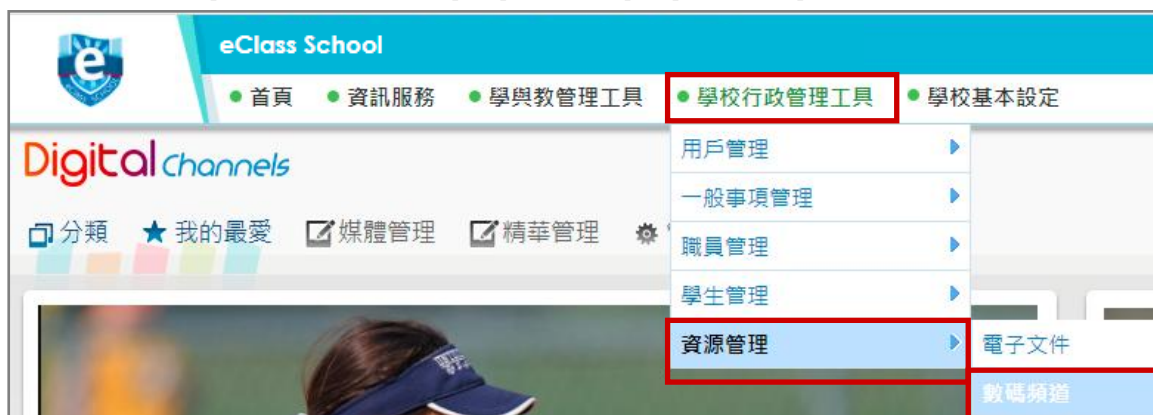 eClass School
首頁 資訊服務 學與教管理工具 學校行政管理工具 學校基本設定
Digital Channels
分類 我的最愛 媒體管理 精華管理
用戶管理
一般事項管理
職員管理
學生管理
資源管理
電子文件
數碼頻道